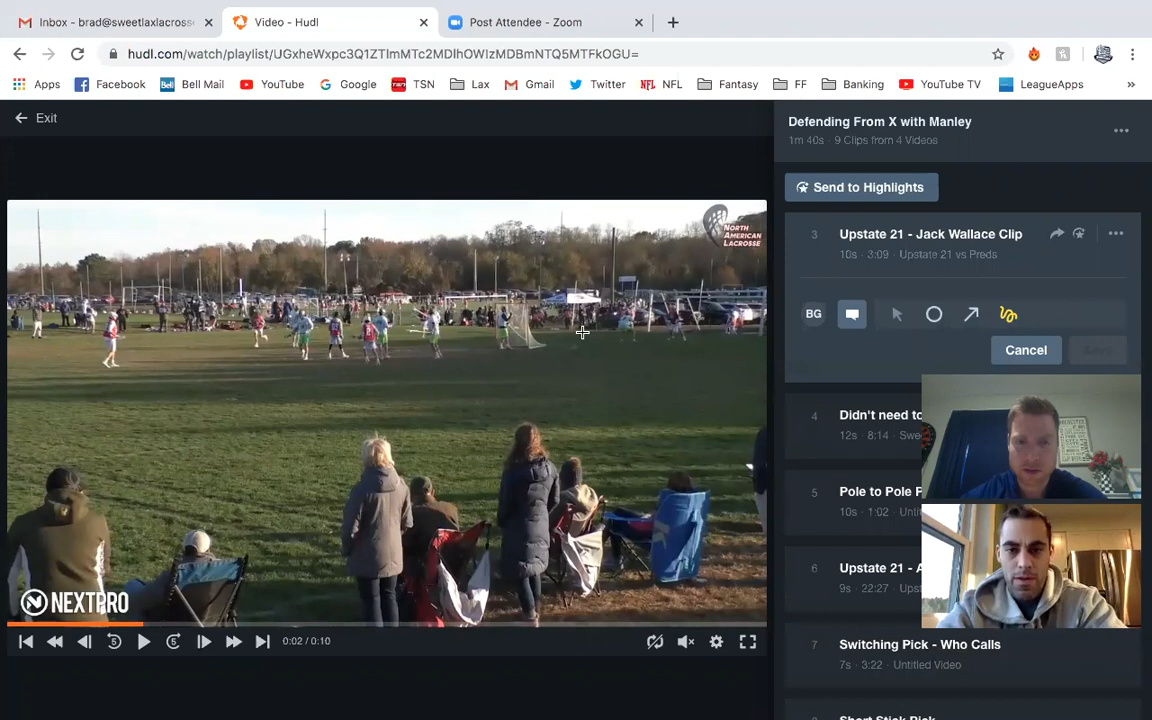 Inbox - brad@sweetlaxlacross
Video - Hudl
Post Attendee - Zoom
hudl.com/watch/playlist/UGxheWxpc3Q1ZTlmMTc2MDlhOWIzMDBmNTQ5MTFkOGU=
Apps Facebook Bell Mail YouTube Google TSN Lax Gmail Twitter NFL Fantasy FF Banking YouTube TV LeagueApps »
Exit
Defending From X with Manley
1m 40s · 9 Clips from 4 Videos
Send to Highlights
3 Upstate 21 - Jack Wallace Clip
10s · 3:09 · Upstate 21 vs Preds
BG
Cancel
NORTH
AMERICAN
LACROSSE
4 Didn't need to
12s · 8:14 · Swe
5 Pole to Pole P
10s · 1:02 · Unti
6 Upstate 21 - A
9s · 22:27 · Upst
7 Switching Pick - Who Calls
7s · 3:22 · Untitled Video
Short Stick Pick
NEXTPRO
5 5 0:02 / 0:10